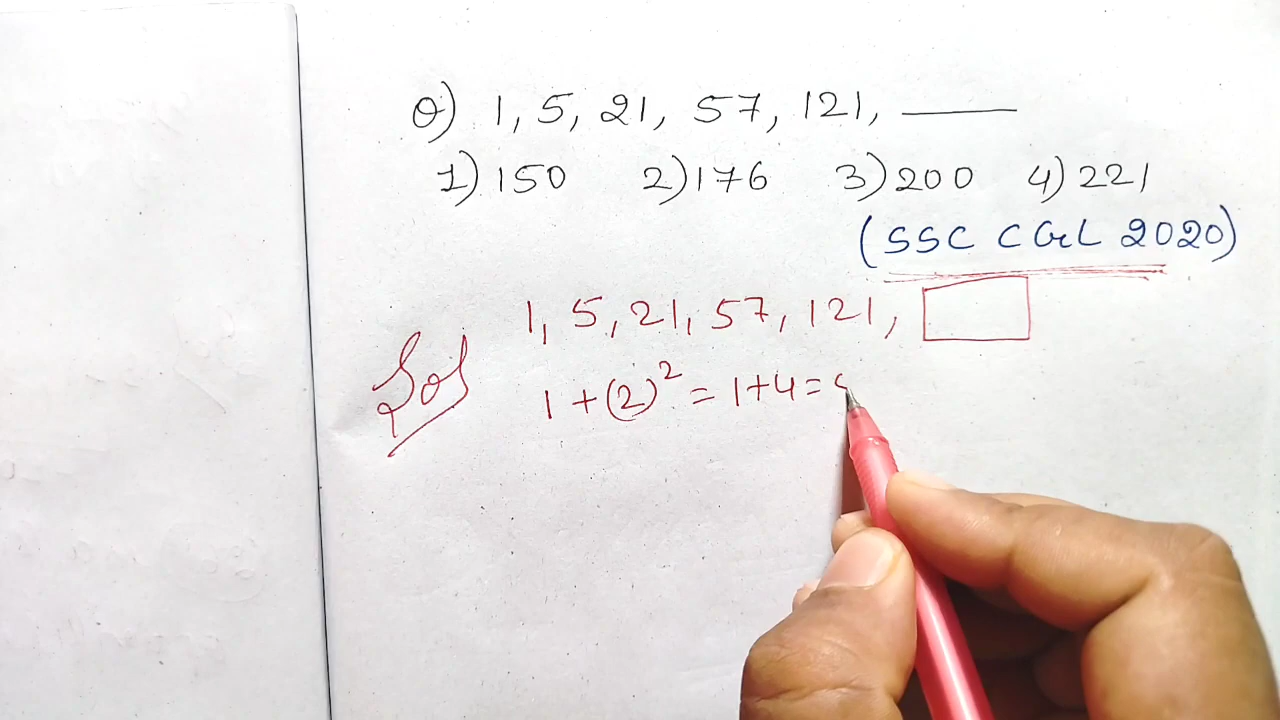 Q) 1, 5, 21, 57, 121, ____
1) 150 2) 176 3) 200 4) 221
(SSC CGL 2020)
1, 5, 21, 57, 121,
Sol
1 + (2)² = 1+4=